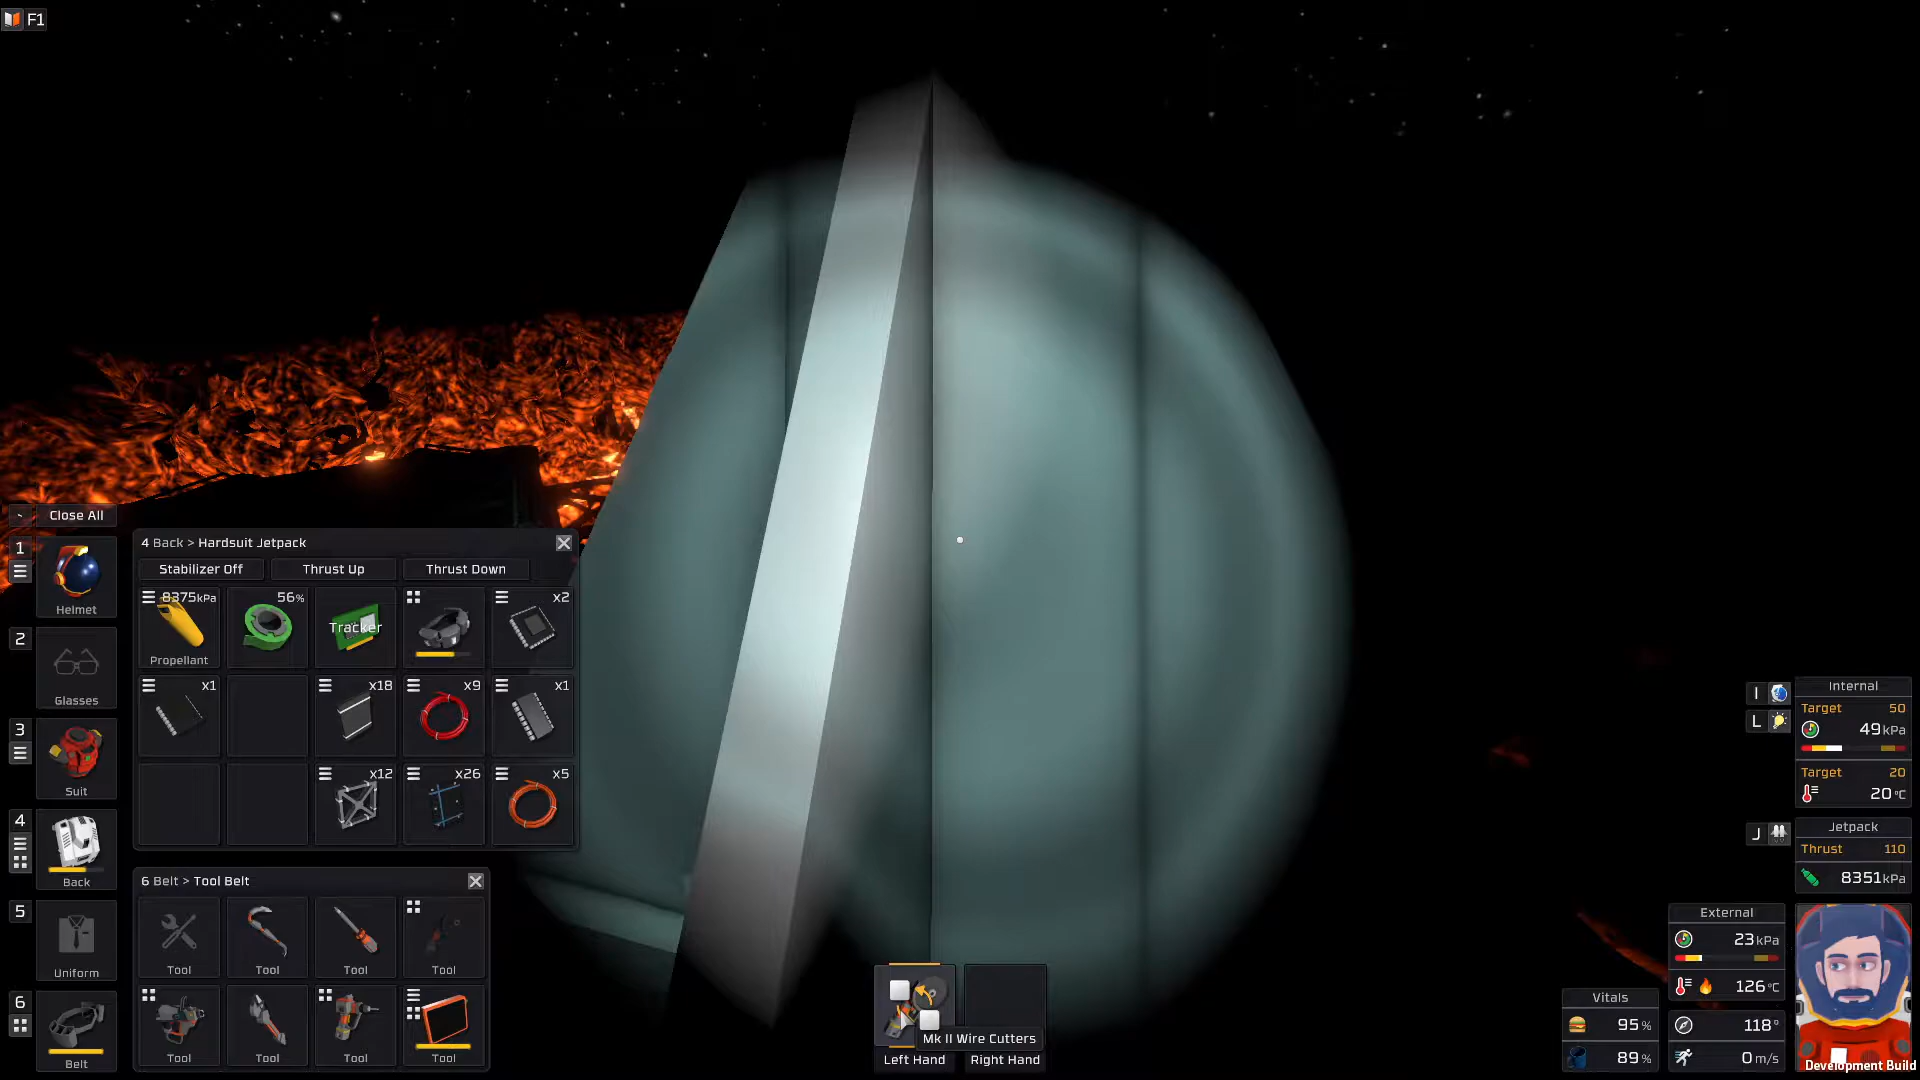 F1
Close All
1
Helmet
2
Glasses
3
Suit
4
Back
5
Uniform
6
Belt
4 Back > Hardsuit Jetpack
Stabilizer Off
Thrust Up
Thrust Down
8375kPa
Propellant
56%
Tracker
x2
x1
x18
x9
x1
x12
x26
x5
6 Belt > Tool Belt
Tool
Tool
Tool
Tool
Tool
Tool
Tool
Tool
Mk II Wire Cutters
Left Hand
Right Hand
I
L
Internal
Target 50
49kPa
Target 20
20°C
J
Jetpack
Thrust 110
8351kPa
External
23kPa
126°C
Vitals
95%
89%
118°
0m/s
Development Build